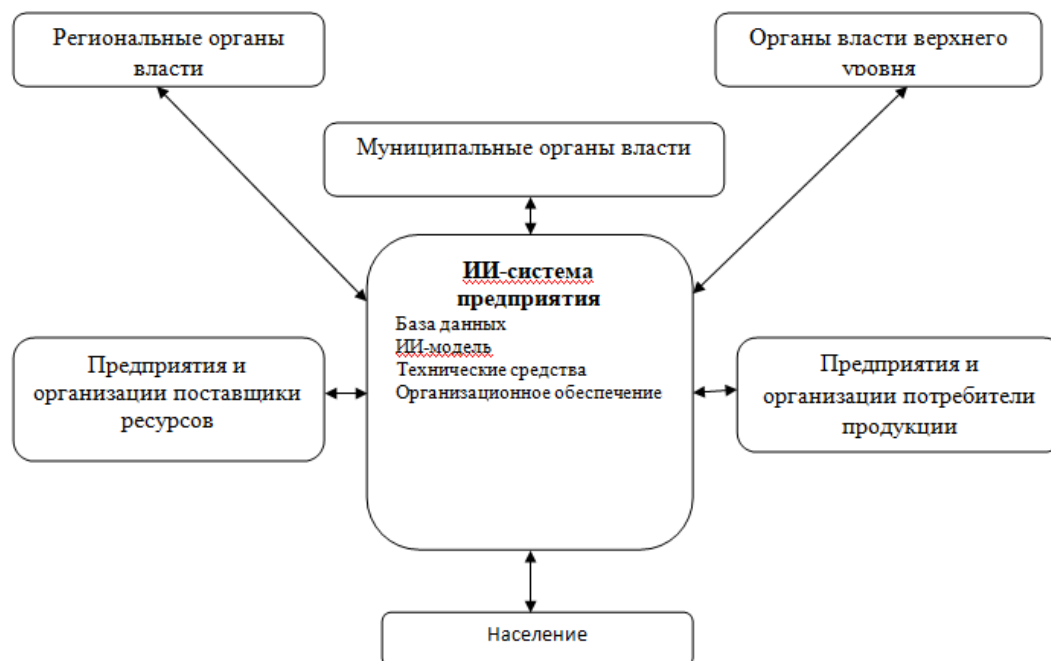 Региональные органы
власти
Органы власти верхнего
уровня
Муниципальные органы власти
ИИ-система
предприятия
База данных
ИИ-модель
Технические средства
Организационное обеспечение
Предприятия и
организации поставщики
ресурсов
Предприятия и
организации потребители
продукции
Население